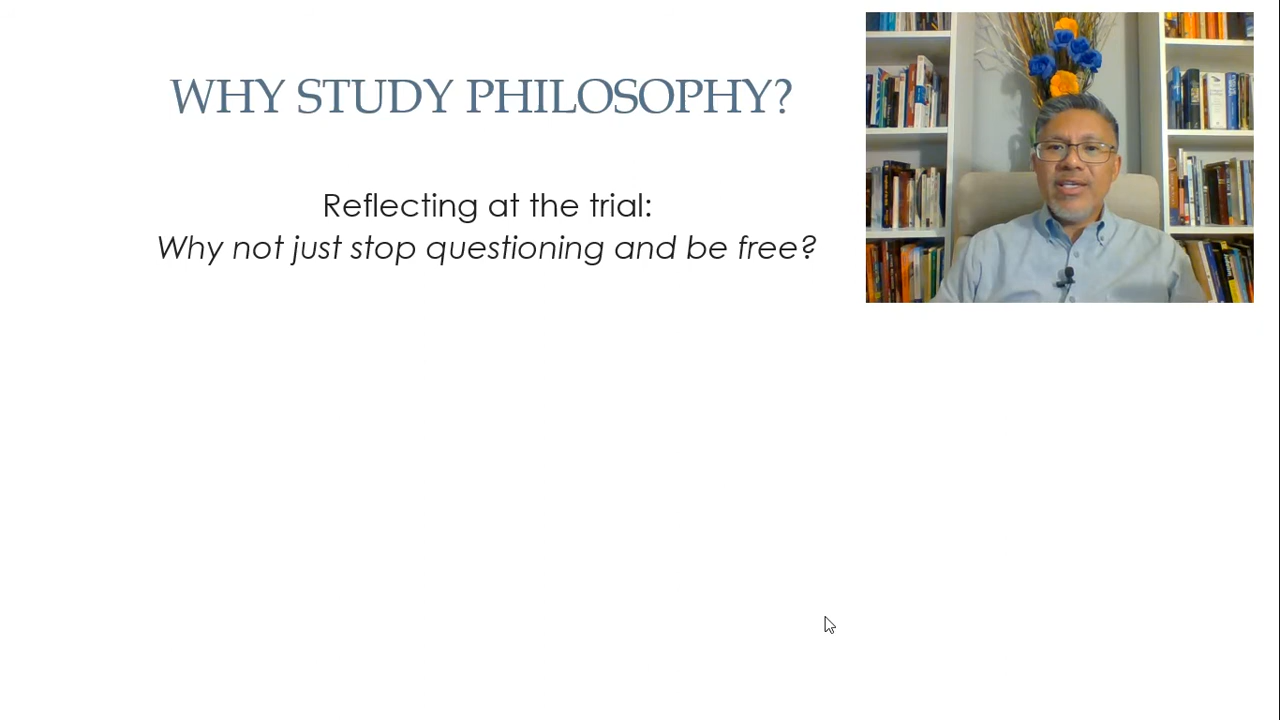 WHY STUDY PHILOSOPHY?
Reflecting at the trial:
Why not just stop questioning and be free?